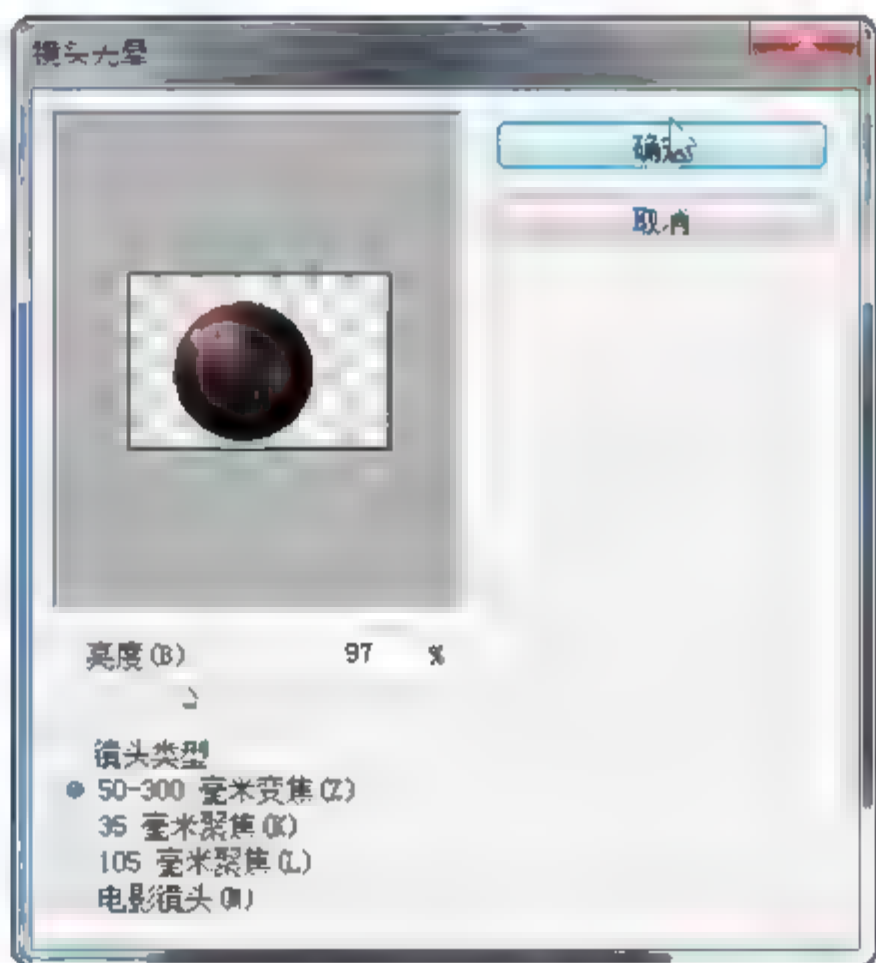 镜头光晕
确定
取消
亮度(B) 97 %
镜头类型
50-300 毫米变焦(Z)
35 毫米聚焦(K)
105 毫米聚焦(L)
电影镜头(M)